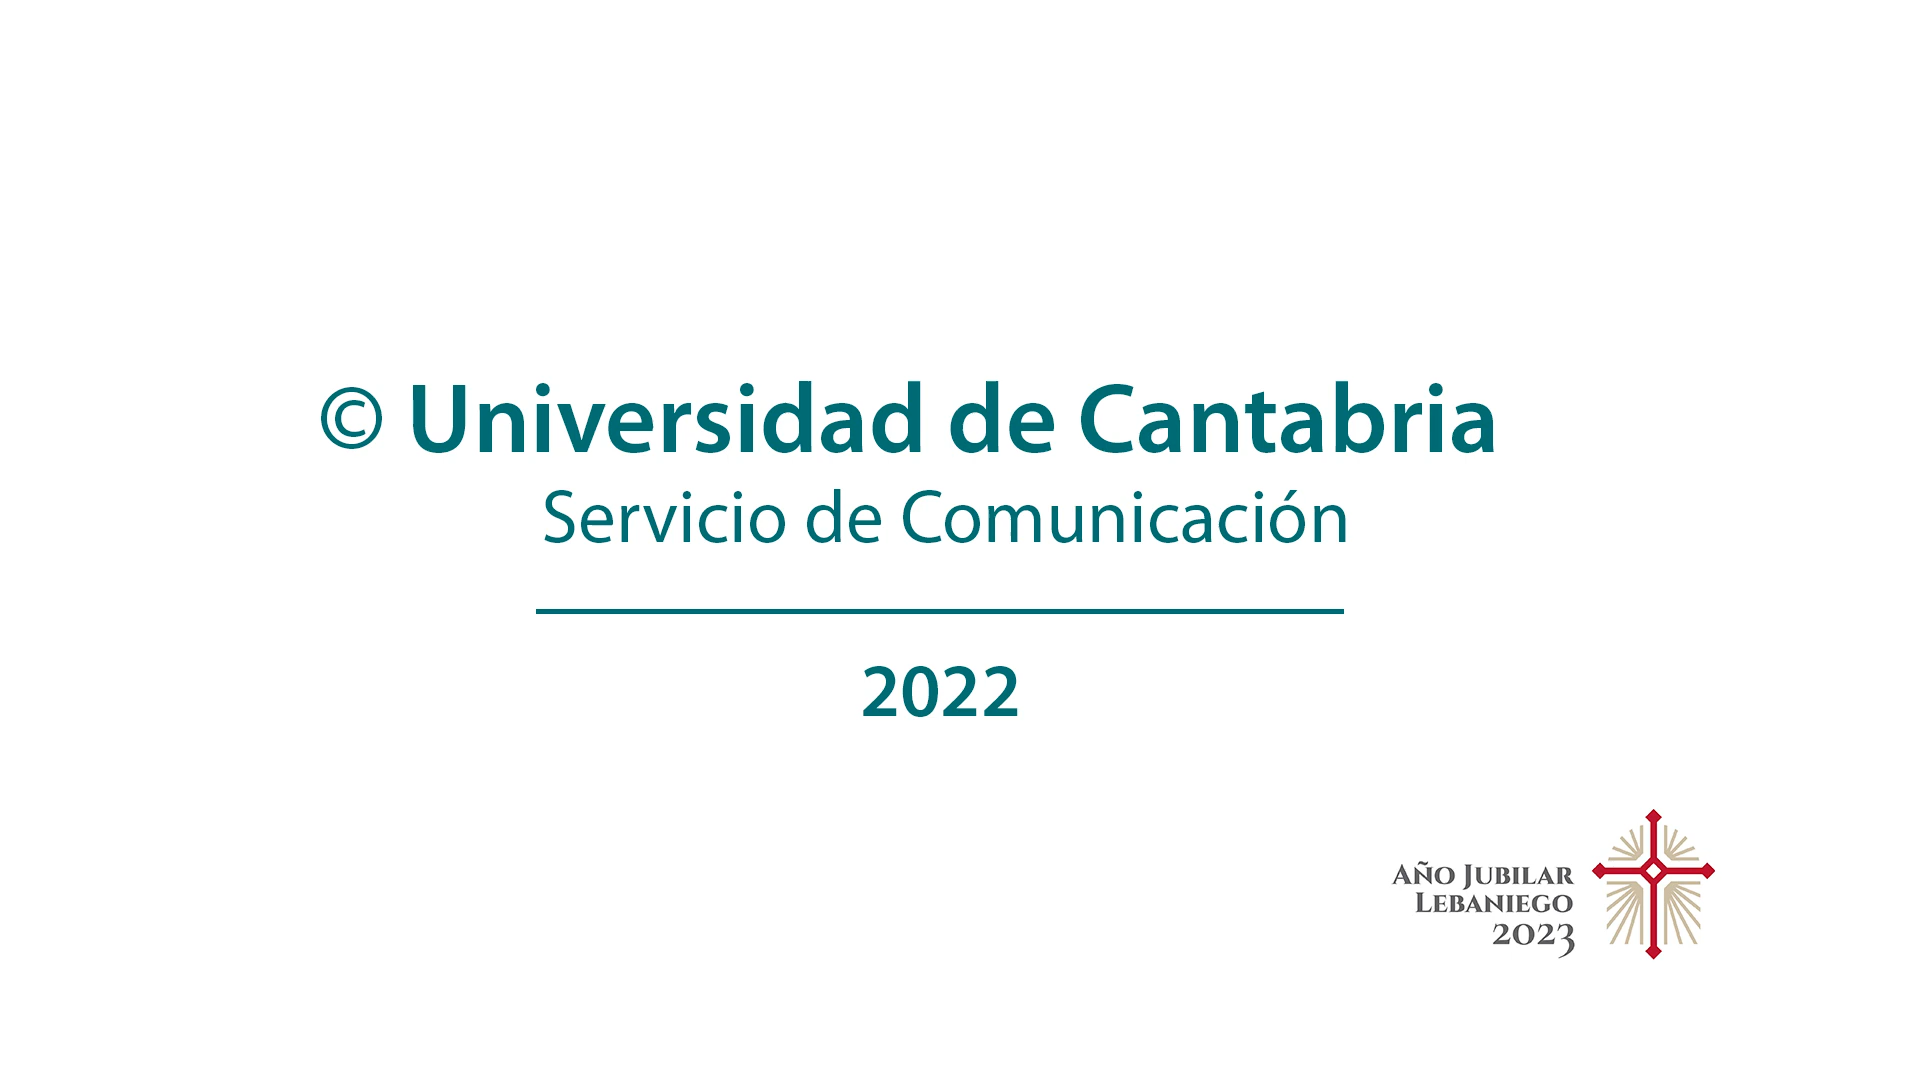 © Universidad de Cantabria
Servicio de Comunicación
2022
Año Jubilar
Lebaniego
2023